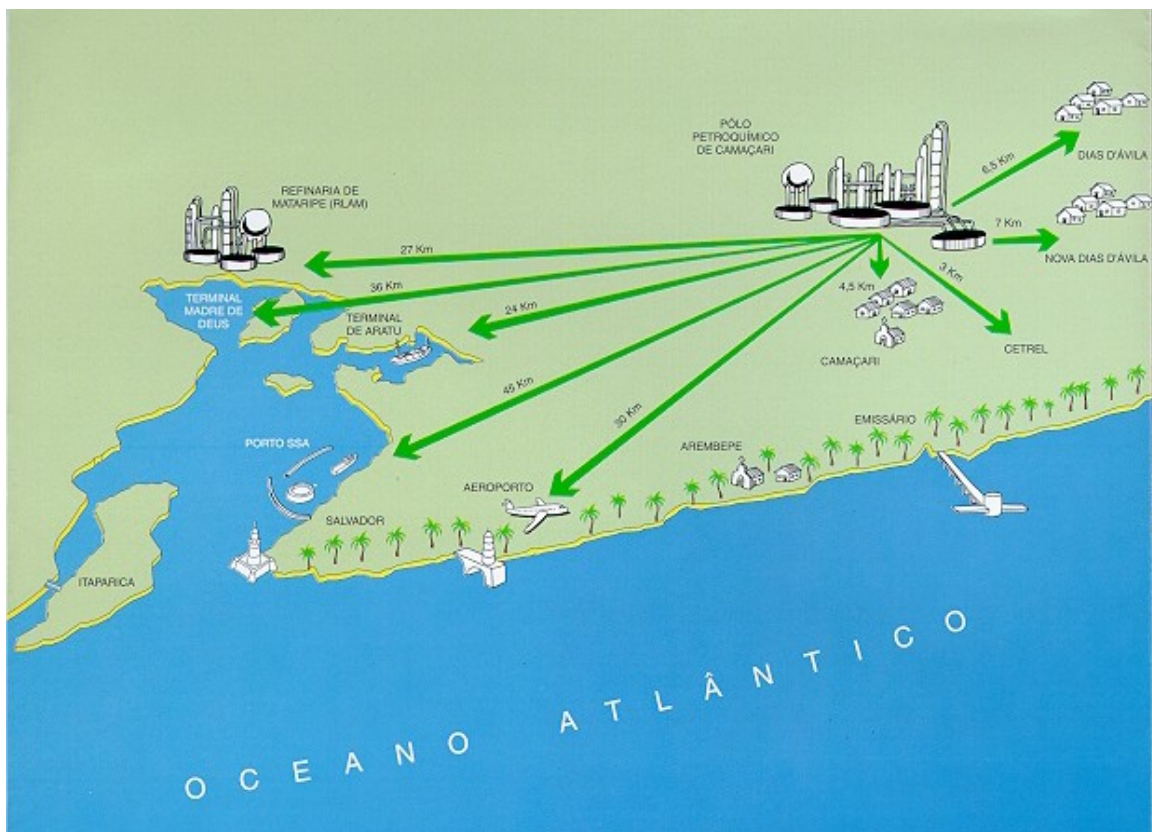 PÓLO
PETROQUÍMICO
DE CAMAÇARI
6,5 Km
DIAS D'ÁVILA
7 Km
NOVA DIAS D'ÁVILA
REFINARIA DE
MATARIPE (RLAM)
27 Km
36 Km
24 Km
45 Km
30 Km
4,5 Km
3 Km
TERMINAL
MADRE DE
DEUS
TERMINAL
DE ARATU
CAMAÇARI
CETREL
EMISSÁRIO
AREMBEPE
PORTO SSA
AEROPORTO
SALVADOR
ITAPARICA
OCEANO ATLÂNTICO